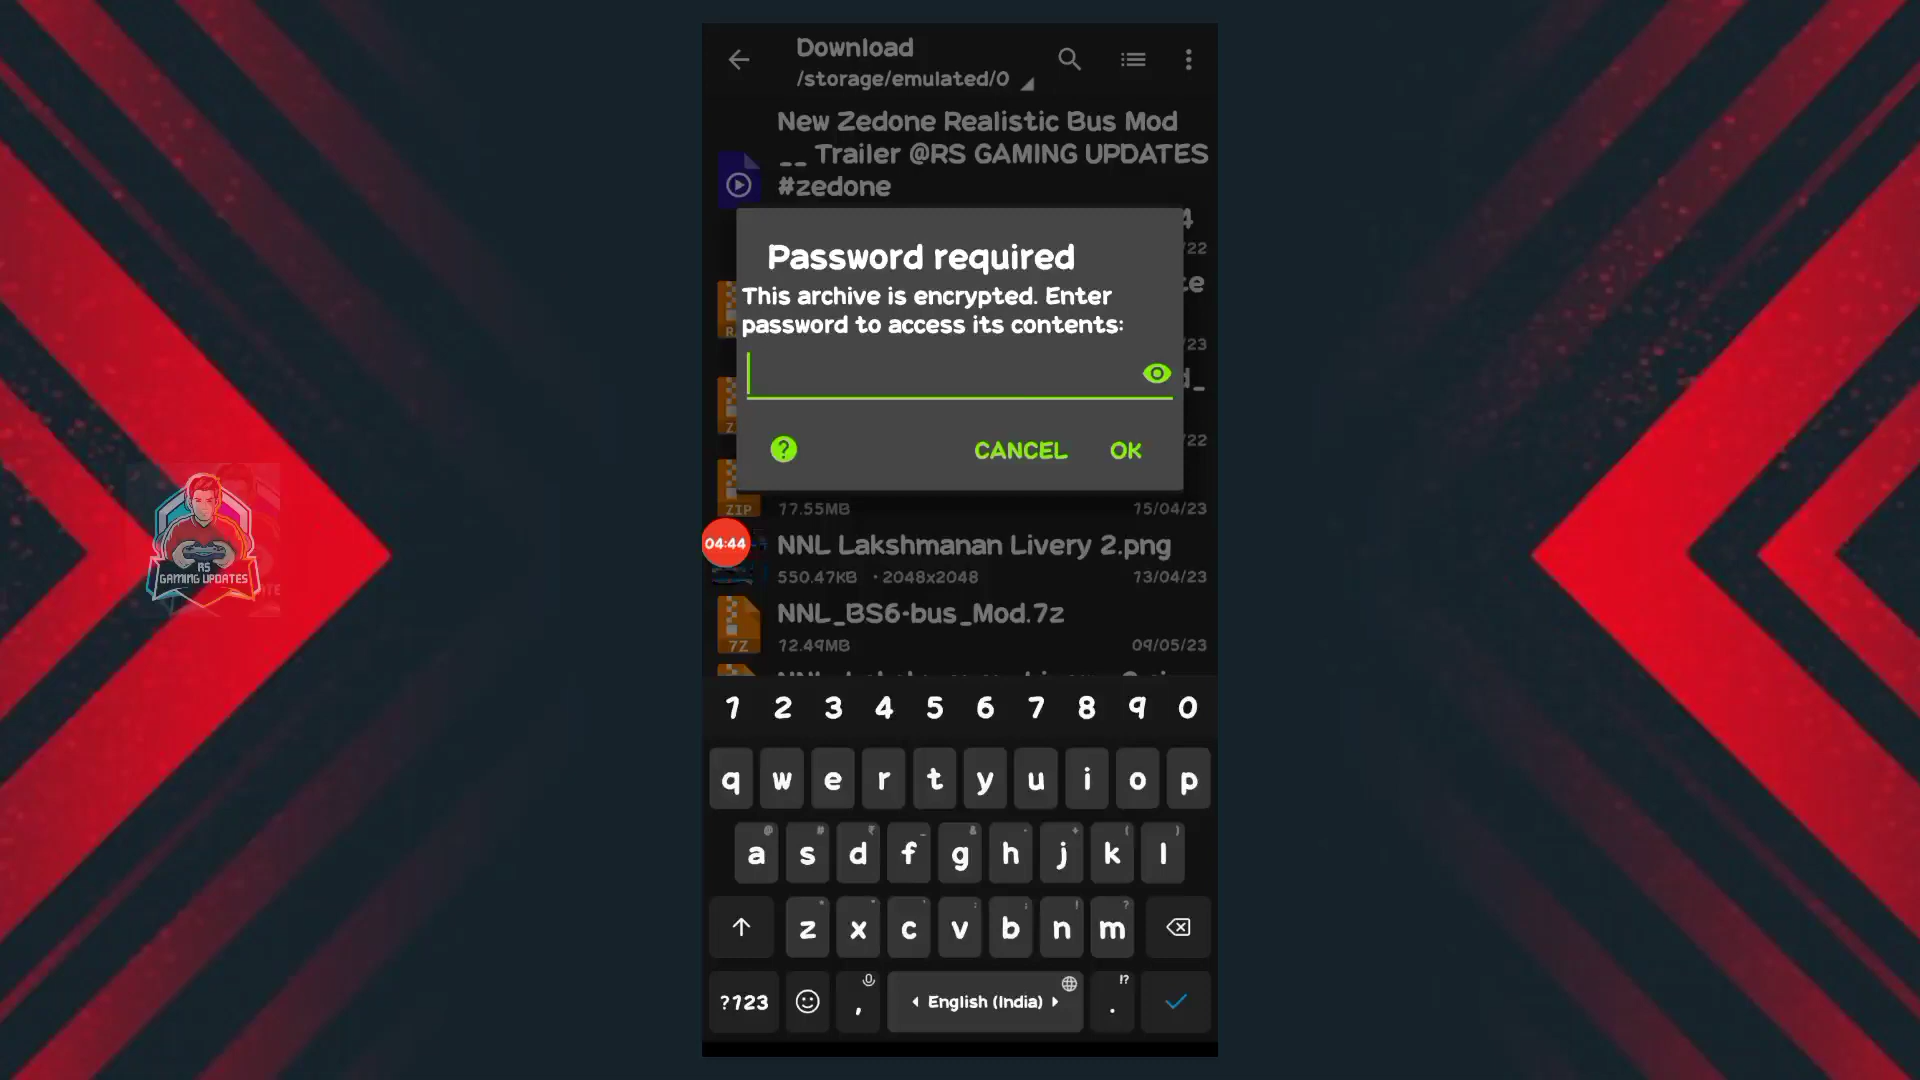 Download
/storage/emulated/0
New Zedone Realistic Bus Mod
__ Trailer @RS GAMING UPDATES
#zedone
Password required
This archive is encrypted. Enter
password to access its contents:
CANCEL OK
ZIP 77.55MB 15/04/23
04:44
NNL Lakshmanan Livery 2.png
550.47KB • 2048x2048 13/04/23
NNL_BS6-bus_Mod.7z
7Z 72.49MB 09/05/23
RS
GAMING UPDATES
1 2 3 4 5 6 7 8 9 0
q w e r t y u i o p
a s d f g h j k l
z x c v b n m
?123 , English (India) .